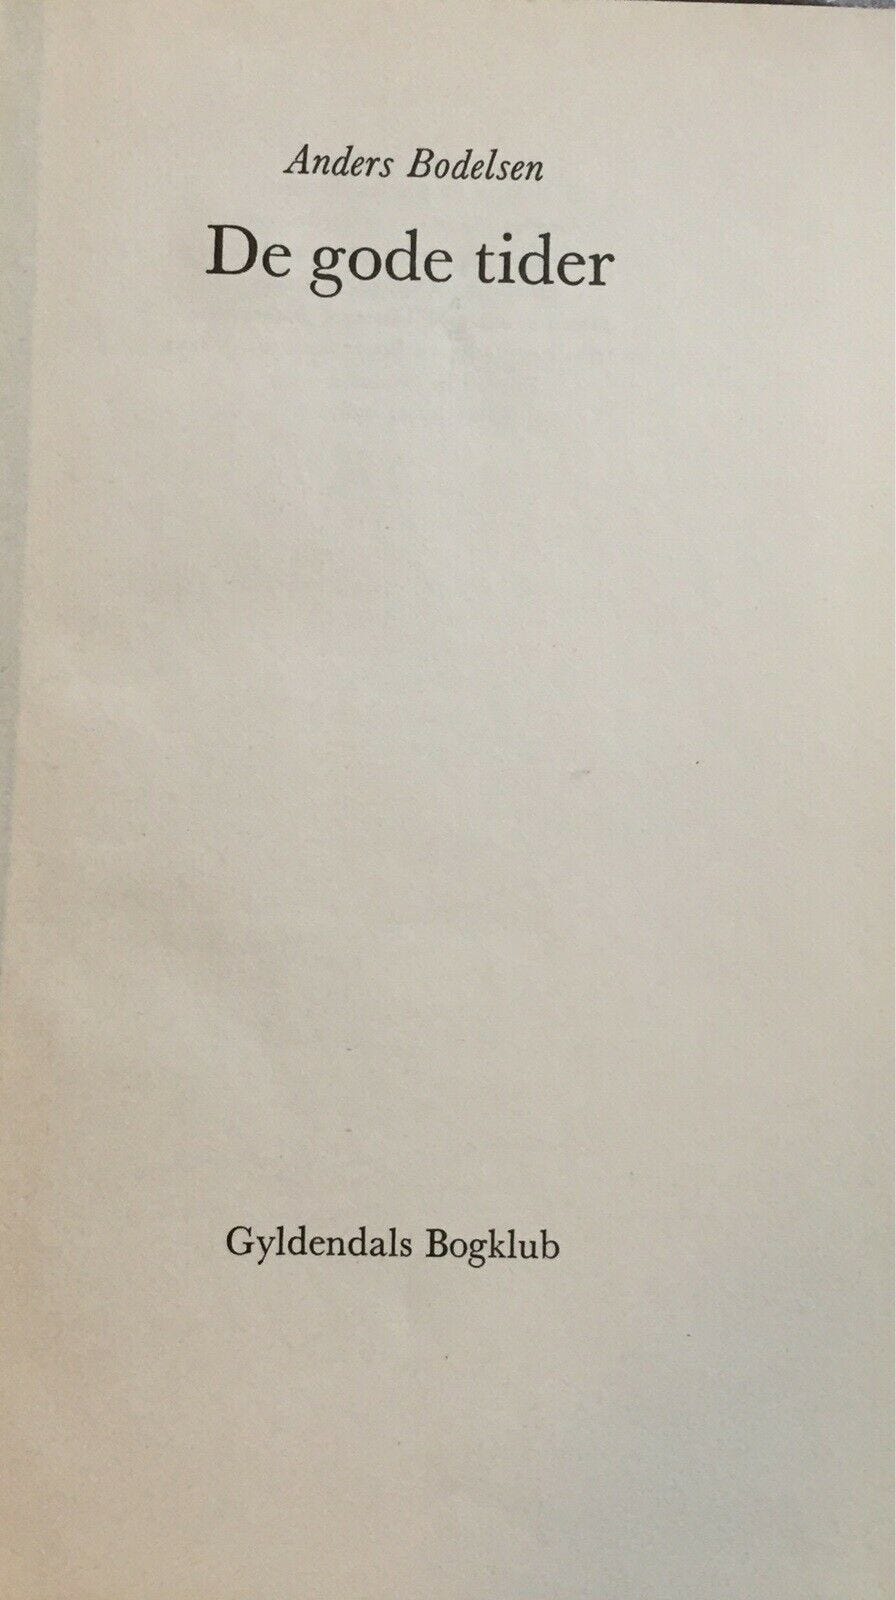 Anders Bodelsen
De gode tider
Gyldendals Bogklub